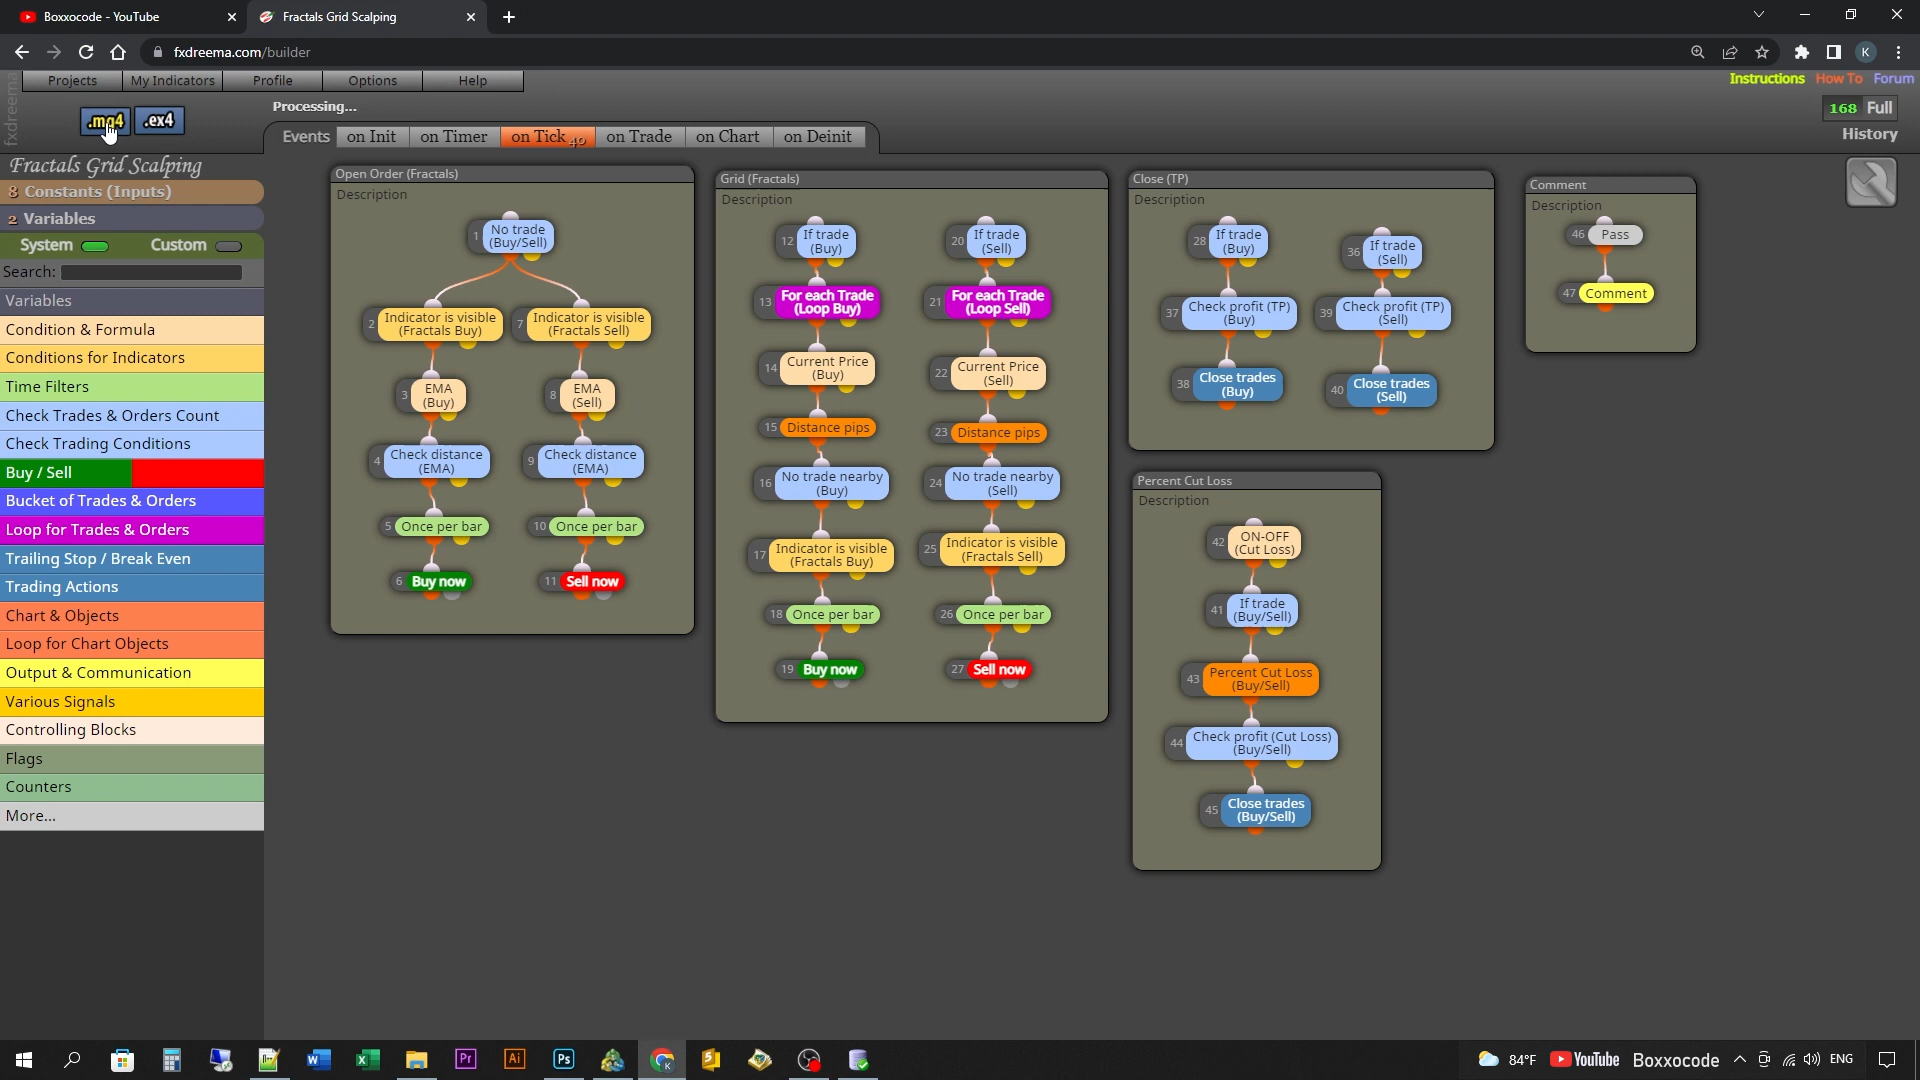 Boxxocode - YouTube
Fractals Grid Scalping
fxdreema.com/builder
K
Projects
My Indicators
Profile
Options
Help
Instructions
How To
Forum
fxdreema
.mq4
.ex4
Processing...
168 Full
History
Events
on Init
on Timer
on Tick 40
on Trade
on Chart
on Deinit
Fractals Grid Scalping
8 Constants (Inputs)
2 Variables
System
Custom
Search:
Variables
Condition & Formula
Conditions for Indicators
Time Filters
Check Trades & Orders Count
Check Trading Conditions
Buy / Sell
Bucket of Trades & Orders
Loop for Trades & Orders
Trailing Stop / Break Even
Trading Actions
Chart & Objects
Loop for Chart Objects
Output & Communication
Various Signals
Controlling Blocks
Flags
Counters
More...
Open Order (Fractals)
Description
1 No trade
(Buy/Sell)
2 Indicator is visible
(Fractals Buy)
7 Indicator is visible
(Fractals Sell)
3 EMA
(Buy)
8 EMA
(Sell)
4 Check distance
(EMA)
9 Check distance
(EMA)
5 Once per bar
10 Once per bar
6 Buy now
11 Sell now
Grid (Fractals)
Description
12 If trade
(Buy)
20 If trade
(Sell)
13 For each Trade
(Loop Buy)
21 For each Trade
(Loop Sell)
14 Current Price
(Buy)
22 Current Price
(Sell)
15 Distance pips
23 Distance pips
16 No trade nearby
(Buy)
24 No trade nearby
(Sell)
17 Indicator is visible
(Fractals Buy)
25 Indicator is visible
(Fractals Sell)
18 Once per bar
26 Once per bar
19 Buy now
27 Sell now
Close (TP)
Description
28 If trade
(Buy)
36 If trade
(Sell)
37 Check profit (TP)
(Buy)
39 Check profit (TP)
(Sell)
38 Close trades
(Buy)
40 Close trades
(Sell)
Percent Cut Loss
Description
42 ON-OFF
(Cut Loss)
41 If trade
(Buy/Sell)
43 Percent Cut Loss
(Buy/Sell)
44 Check profit (Cut Loss)
(Buy/Sell)
45 Close trades
(Buy/Sell)
Comment
Description
46 Pass
47 Comment
84°F
YouTube
Boxxocode
ENG
W
X
Pr
Ai
Ps
K
5